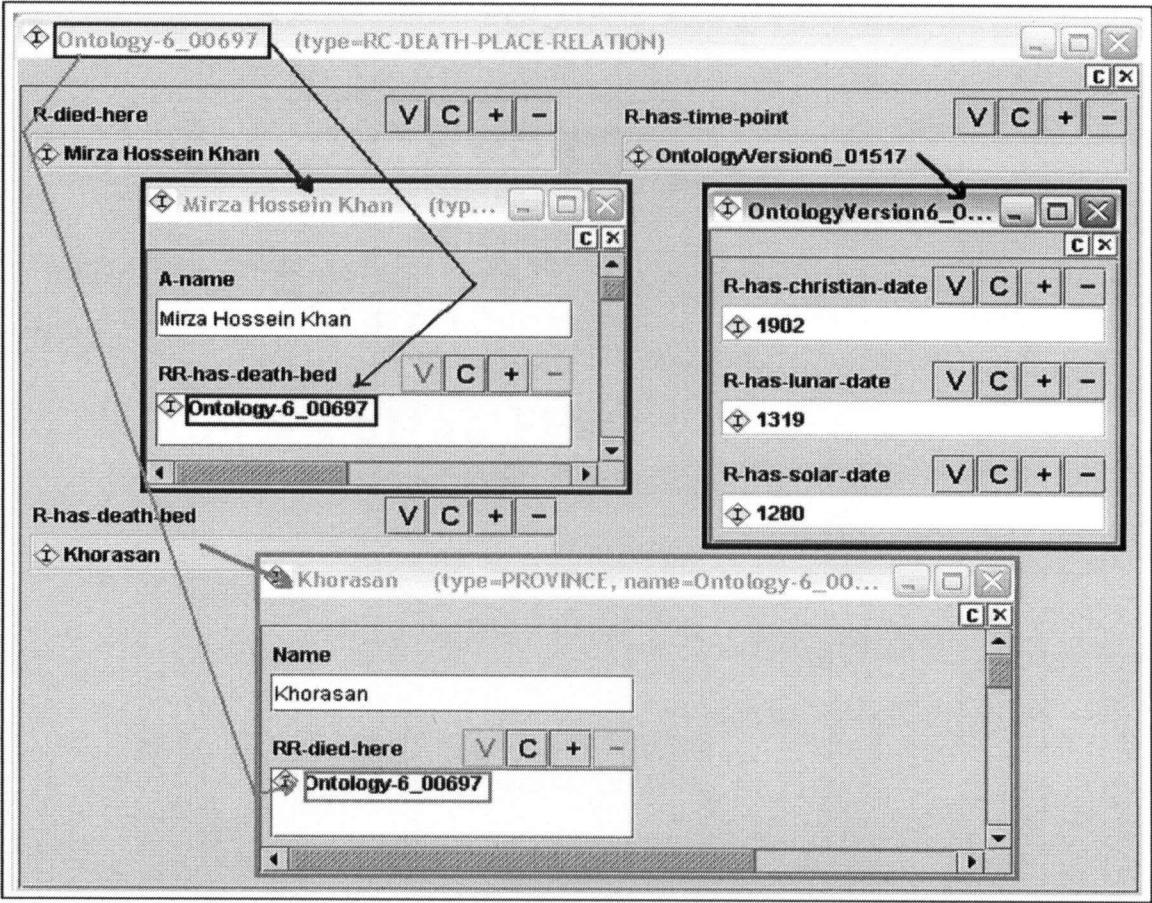 Ontology-6_00697 (type=RC-DEATH-PLACE-RELATION)
C
R-died-here V C + −
Mirza Hossein Khan
R-has-time-point V C + −
OntologyVersion6_01517
Mirza Hossein Khan (typ...
C
A-name
Mirza Hossein Khan
RR-has-death-bed V C + −
Ontology-6_00697
OntologyVersion6_0...
C
R-has-christian-date V C + −
1902
R-has-lunar-date V C + −
1319
R-has-solar-date V C + −
1280
R-has-death-bed V C + −
Khorasan
Khorasan (type=PROVINCE, name=Ontology-6_00...
C
Name
Khorasan
RR-died-here V C + −
Ontology-6_00697